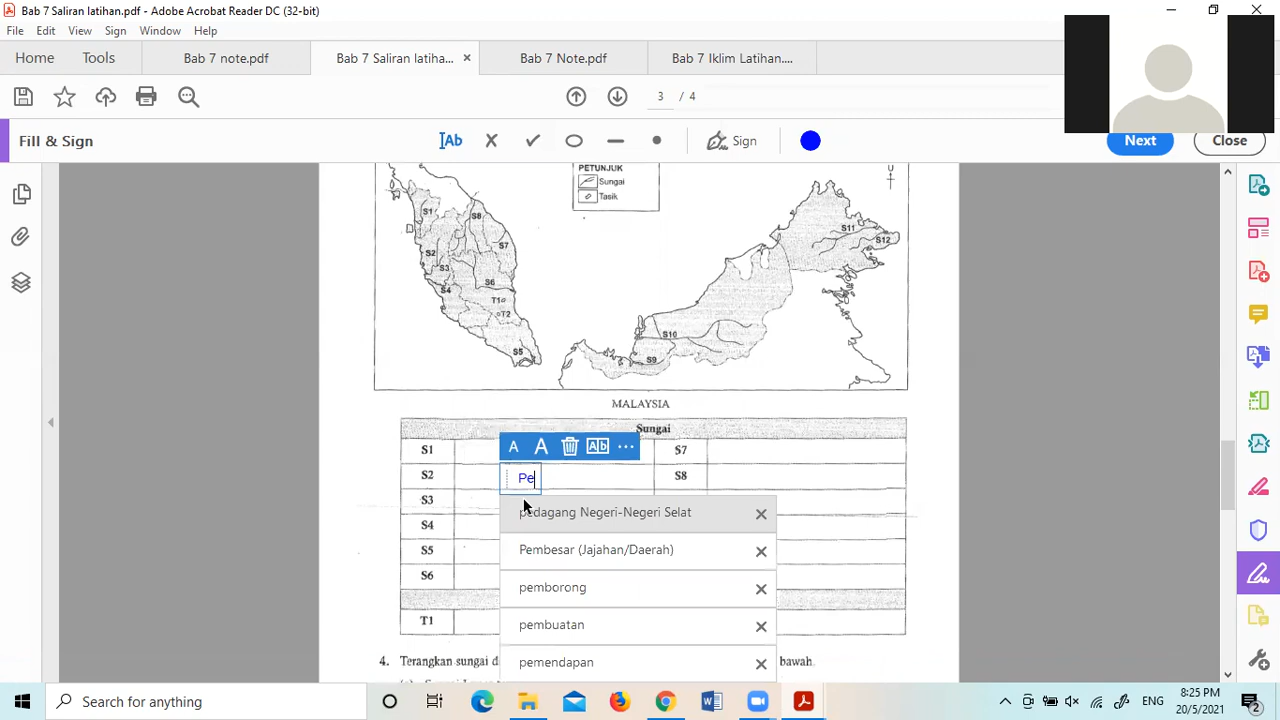 Bab 7 Saliran latihan.pdf - Adobe Acrobat Reader DC (32-bit)
File Edit View Sign Window Help
Home Tools Bab 7 note.pdf Bab 7 Saliran latiha... Bab 7 Note.pdf Bab 7 Iklim Latihan....
3 / 4
Fill & Sign Ab Sign Next Close
PETUNJUK
Sungai
Tasik
U
S1
S8
S7
S2
S3
S6
S4
T1
T2
S5
S11
S12
S10
S9
MALAYSIA
Sungai
S1 S7
A A AB ...
S2 Pe S8
S3
S4
S5
S6
T1
pedagang Negeri-Negeri Selat
Pembesar (Jajahan/Daerah)
pemborong
pembuatan
pemendapan
4. Terangkan sungai d bawah.
Search for anything
ENG
8:25 PM
20/5/2021
2